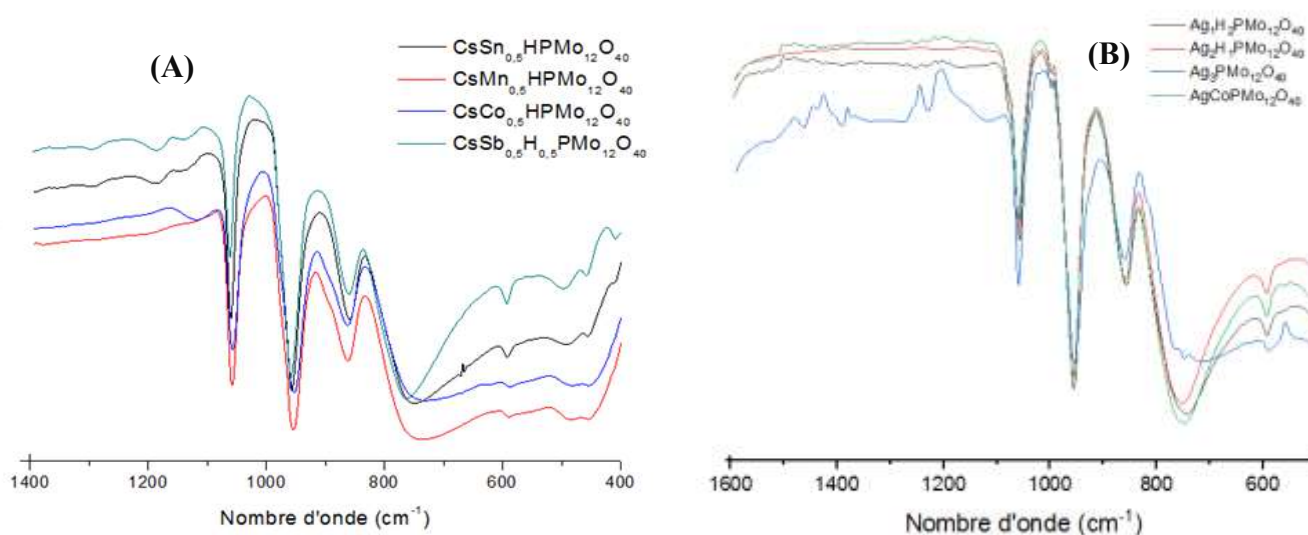 (A)
CsSn0,5HPMo12O40
CsMn0,5HPMo12O40
CsCo0,5HPMo12O40
CsSb0,5H0,5PMo12O40
1400 1200 1000 800 600 400
Nombre d'onde (cm-1)
(B)
Ag1H2PMo12O40
Ag2H1PMo12O40
Ag3PMo12O40
AgCoPMo12O40
1600 1400 1200 1000 800 600
Nombre d'onde (cm-1)